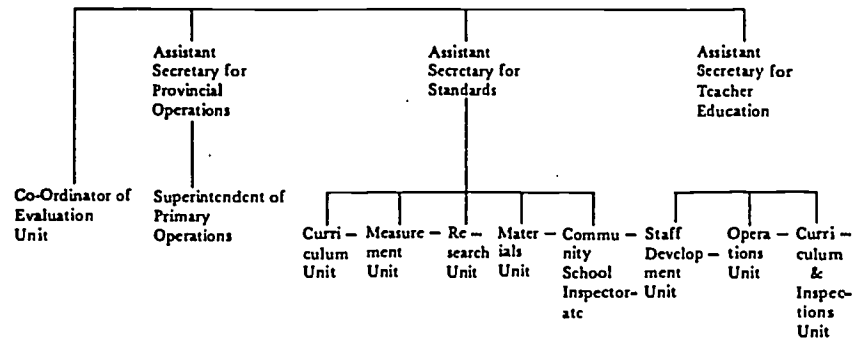 Assistant
Secretary for
Provincial
Operations
Assistant
Secretary for
Standards
Assistant
Secretary for
Teacher
Education
Co-Ordinator of
Evaluation
Unit
Superintendent of
Primary
Operations
Curri –
culum
Unit
Measure –
ment
Unit
Re –
search
Unit
Mater –
ials
Unit
Commu –
nity
School
Inspector-
ate
Staff
Develop –
ment
Unit
Opera –
tions
Unit
Curri –
culum
&
Inspec–
tions
Unit